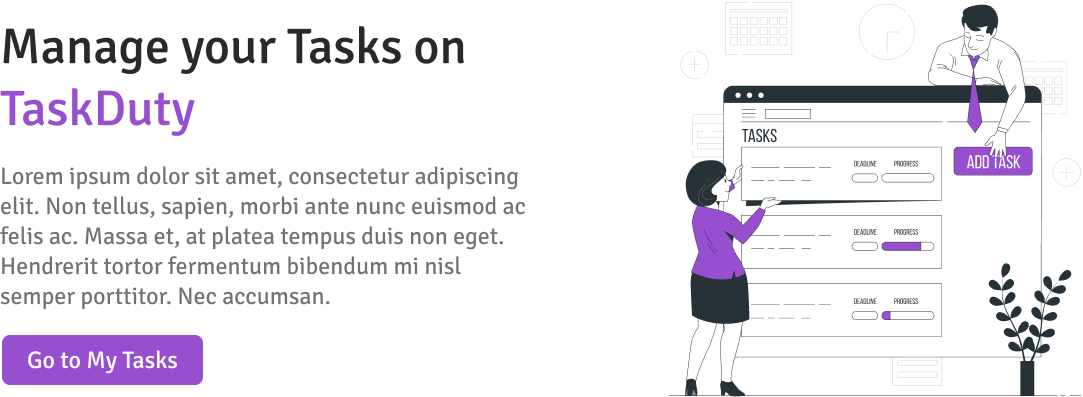 Manage your Tasks on
TaskDuty
Lorem ipsum dolor sit amet, consectetur adipiscing
elit. Non tellus, sapien, morbi ante nunc euismod ac
felis ac. Massa et, at platea tempus duis non eget.
Hendrerit tortor fermentum bibendum mi nisl
semper porttitor. Nec accumsan.
Go to My Tasks
TASKS
DEADLINE PROGRESS
ADD TASK
DEADLINE PROGRESS
DEADLINE PROGRESS